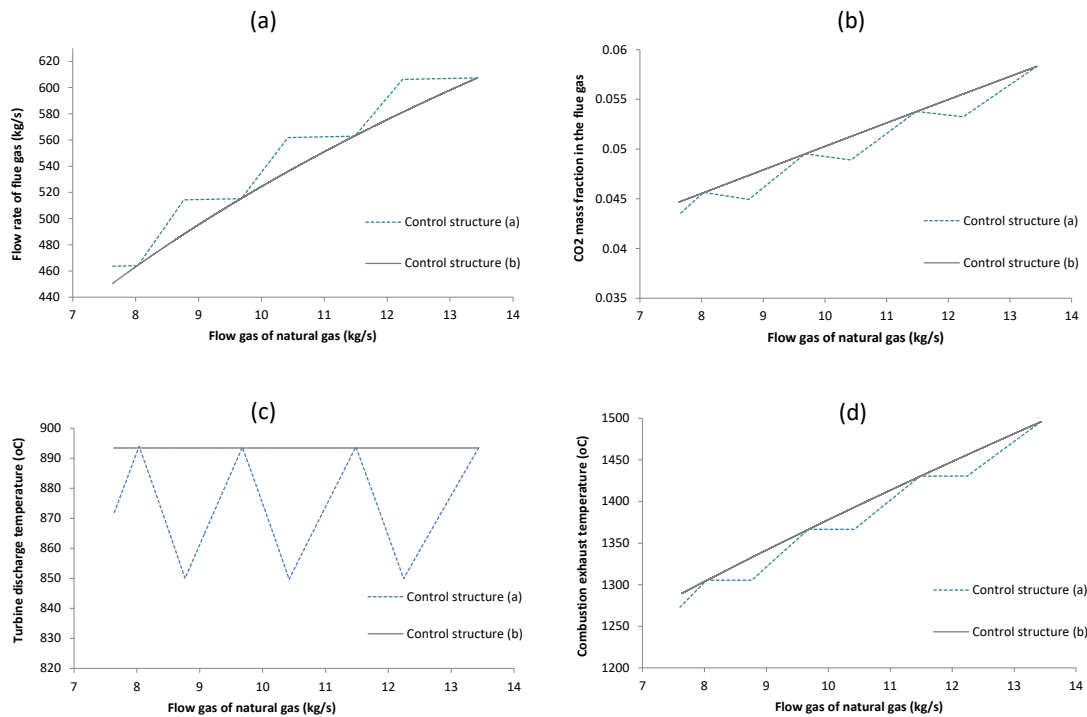 (a)
Flow rate of flue gas (kg/s)
620
600
580
560
540
520
500
480
460
440
7 8 9 10 11 12 13 14
Flow gas of natural gas (kg/s)
Control structure (a)
Control structure (b)
(b)
CO2 mass fraction in the flue gas
0.06
0.055
0.05
0.045
0.04
0.035
7 8 9 10 11 12 13 14
Flow gas of natural gas (kg/s)
Control structure (a)
Control structure (b)
(c)
Turbine discharge temperature (oC)
900
890
880
870
860
850
840
830
820
7 8 9 10 11 12 13 14
Flow gas of natural gas (kg/s)
Control structure (a)
Control structure (b)
(d)
Combustion exhaust temperature (oC)
1500
1450
1400
1350
1300
1250
1200
7 8 9 10 11 12 13 14
Flow gas of natural gas (kg/s)
Control structure (a)
Control structure (b)